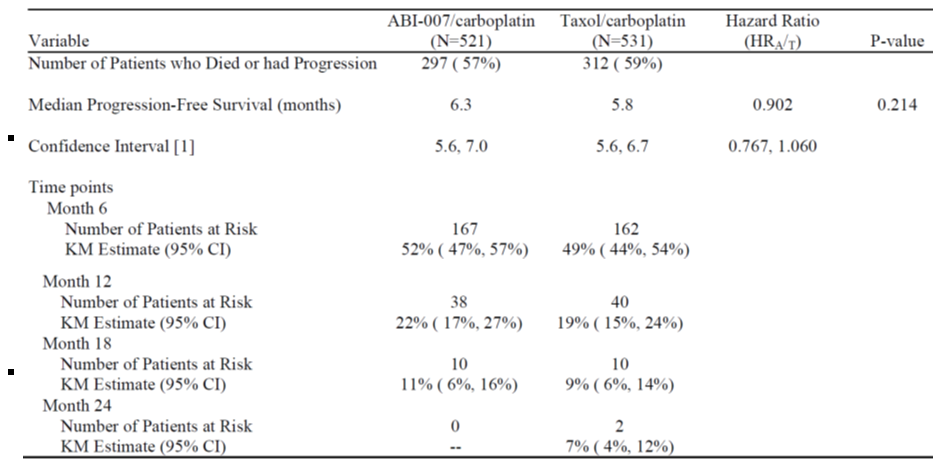 ABI-007/carboplatin Taxol/carboplatin Hazard Ratio
Variable (N=521) (N=531) (HRA/T) P-value
Number of Patients who Died or had Progression 297 ( 57%) 312 ( 59%)
Median Progression-Free Survival (months) 6.3 5.8 0.902 0.214
Confidence Interval [1] 5.6, 7.0 5.6, 6.7 0.767, 1.060
Time points
Month 6
Number of Patients at Risk 167 162
KM Estimate (95% CI) 52% ( 47%, 57%) 49% ( 44%, 54%)
Month 12
Number of Patients at Risk 38 40
KM Estimate (95% CI) 22% ( 17%, 27%) 19% ( 15%, 24%)
Month 18
Number of Patients at Risk 10 10
KM Estimate (95% CI) 11% ( 6%, 16%) 9% ( 6%, 14%)
Month 24
Number of Patients at Risk 0 2
KM Estimate (95% CI) -- 7% ( 4%, 12%)